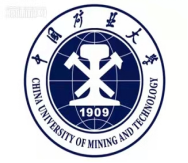 中国矿业大学
1909
CHINA UNIVERSITY OF MINING AND TECHNOLOGY